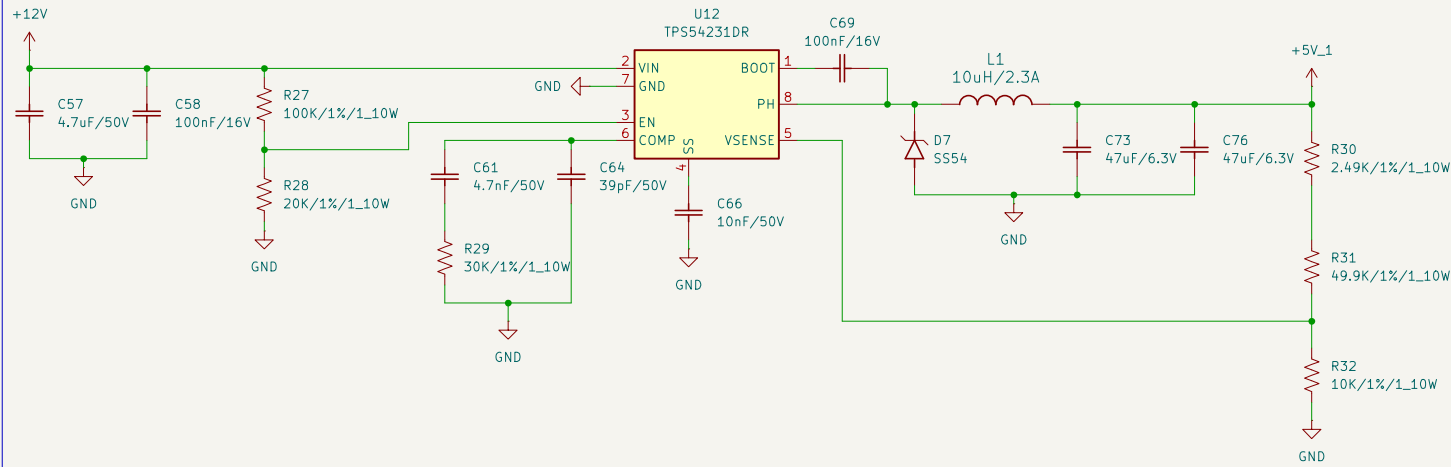 +12V
C57
4.7uF/50V
C58
100nF/16V
GND
R27
100K/1%/1_10W
R28
20K/1%/1_10W
GND
U12
TPS54231DR
2
VIN
7
GND
3
EN
6
COMP
SS
4
BOOT
1
PH
8
VSENSE
5
GND
C61
4.7nF/50V
C64
39pF/50V
R29
30K/1%/1_10W
GND
C66
10nF/50V
GND
C69
100nF/16V
D7
SS54
L1
10uH/2.3A
C73
47uF/6.3V
C76
47uF/6.3V
GND
+5V_1
R30
2.49K/1%/1_10W
R31
49.9K/1%/1_10W
R32
10K/1%/1_10W
GND